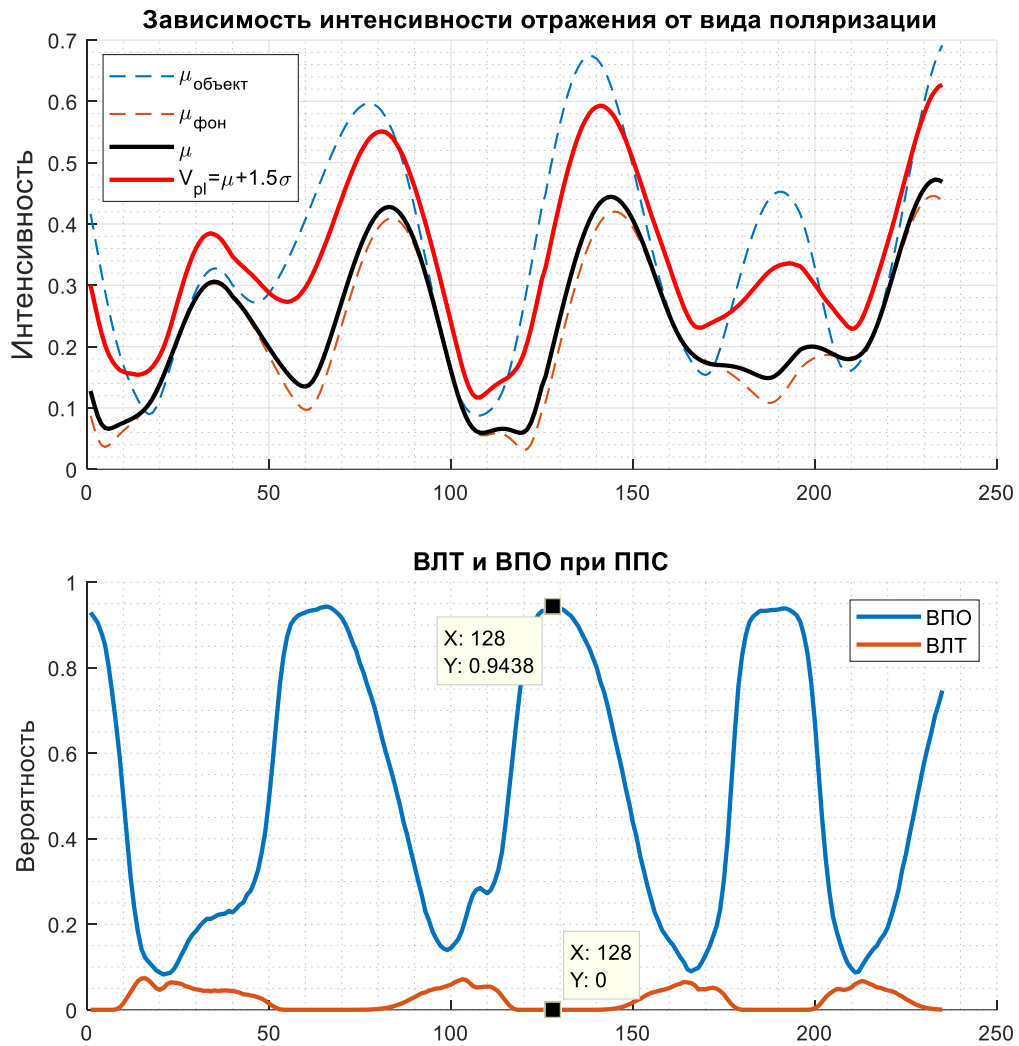 Зависимость интенсивности отражения от вида поляризации
Интенсивность
0.7
0.6
0.5
0.4
0.3
0.2
0.1
0
μобъект
μфон
μ
Vpl=μ+1.5σ
0 50 100 150 200 250
ВЛТ и ВПО при ППС
Вероятность
1
0.8
0.6
0.4
0.2
0
X: 128
Y: 0.9438
ВПО
ВЛТ
X: 128
Y: 0
0 50 100 150 200 250